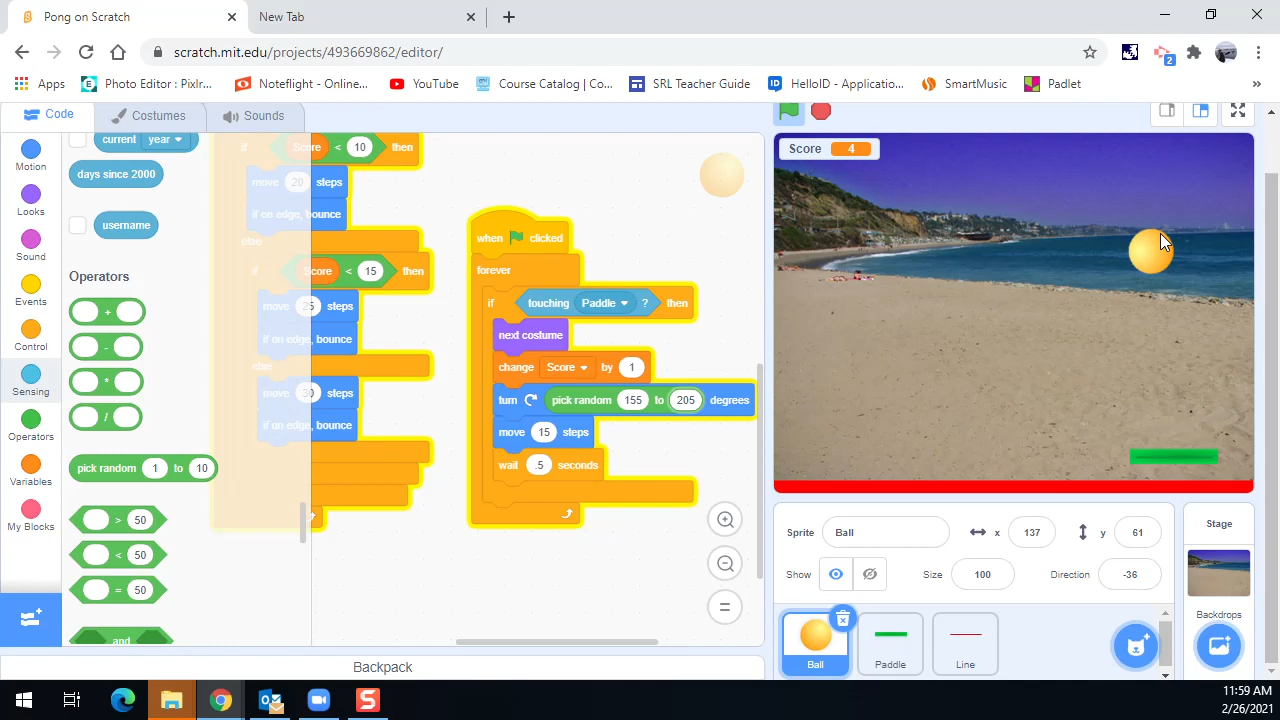 Pong on Scratch
New Tab
scratch.mit.edu/projects/493669862/editor/
2
Apps
Photo Editor : Pixlr...
Noteflight - Online...
YouTube
Course Catalog | Co...
SRL Teacher Guide
HelloID - Applicatio...
SmartMusic
Padlet
»
Code
Costumes
Sounds
Motion
Looks
Sound
Events
Control
Sensing
Operators
Variables
My Blocks
current year
days since 2000
username
Operators
+
-
*
/
pick random 1 to 10
> 50
< 50
= 50
and
if Score < 10 then
move 20 steps
if on edge, bounce
else
if Score < 15 then
move 25 steps
if on edge, bounce
else
move 30 steps
if on edge, bounce
when clicked
forever
if touching Paddle ? then
next costume
change Score by 1
turn pick random 155 to 205 degrees
move 15 steps
wait .5 seconds
Backpack
Score 4
Sprite Ball x 137 y 61
Show Size 100 Direction -36
Ball
Paddle
Line
Stage
Backdrops
11:59 AM
2/26/2021